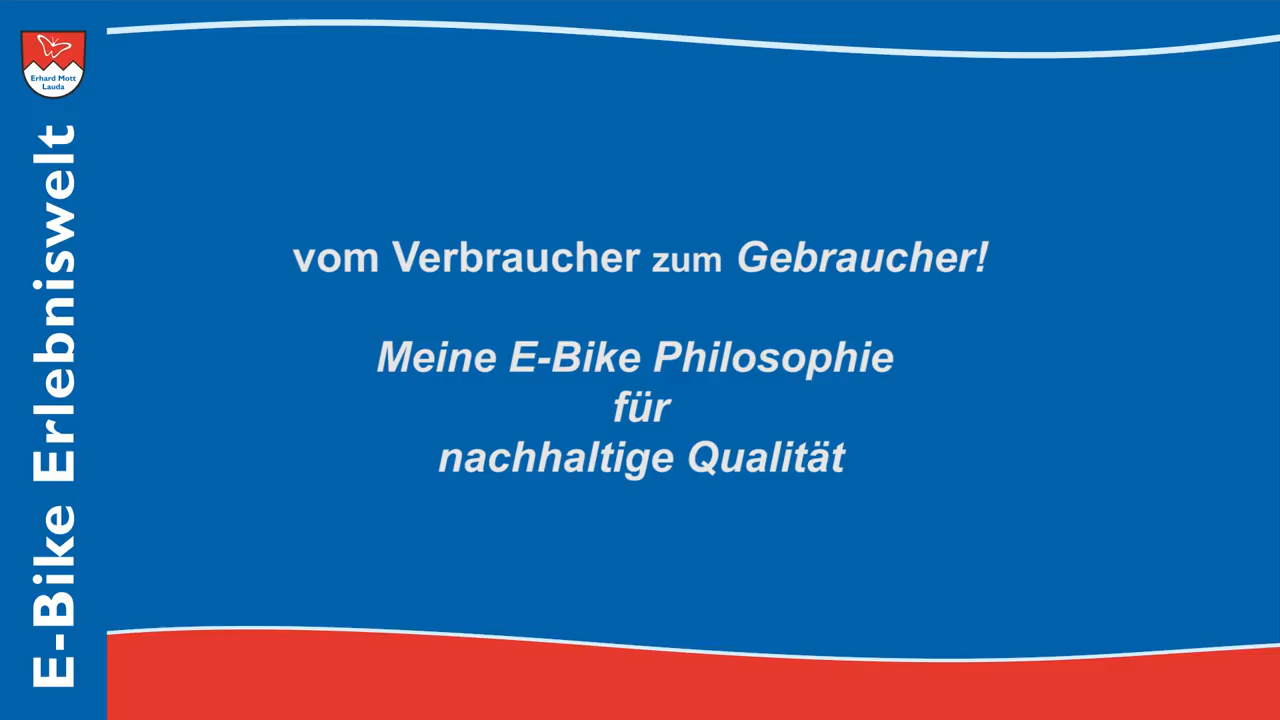 Erhard Mott
Lauda
E-Bike Erlebniswelt
vom Verbraucher zum Gebraucher!
Meine E-Bike Philosophie
für
nachhaltige Qualität